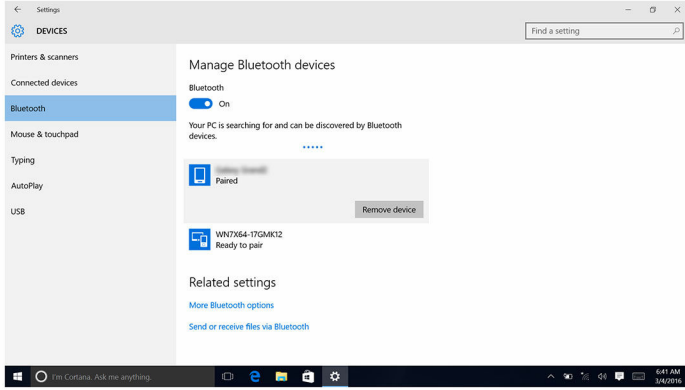 Settings
DEVICES
Find a setting
Printers & scanners
Connected devices
Bluetooth
Mouse & touchpad
Typing
AutoPlay
USB
Manage Bluetooth devices
Bluetooth
On
Your PC is searching for and can be discovered by Bluetooth
devices.
Paired
Remove device
WN7X64-17GMK12
Ready to pair
Related settings
More Bluetooth options
Send or receive files via Bluetooth
I'm Cortana. Ask me anything.
6:41 AM
3/4/2016